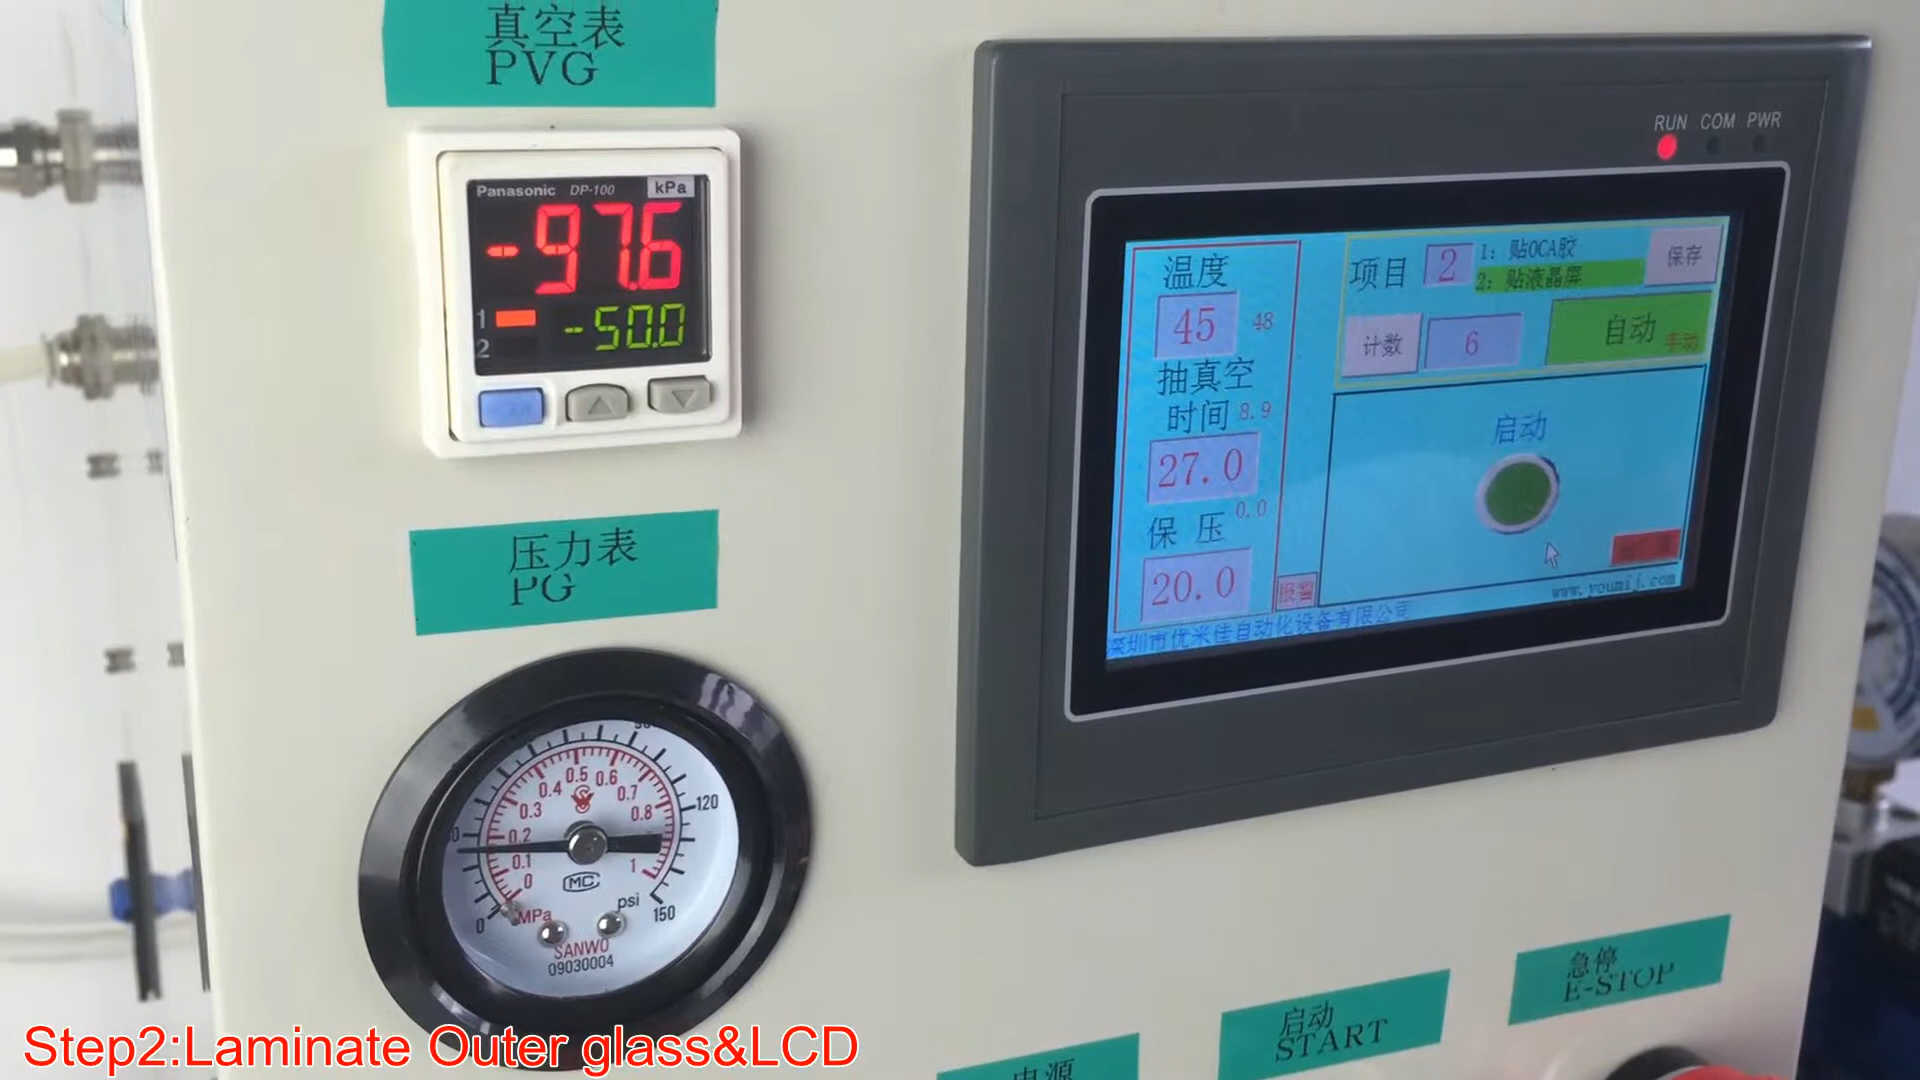 真空表
PVG
Panasonic DP-100 kPa
-97.6
1
-50.0
2
压力表
PG
0.5 0.6
0.4 0.7
0.3 0.8
0.2
0.1
0 1
120
0 150
MPa psi
MC
SANWO
09030004
RUN COM PWR
温度
45 48
抽真空
时间 8.9
27.0
保压 0.0
20.0
报警
项目 2
1: 贴OCA胶
2: 贴液晶屏
保存
计数 6
自动 手动
启动
www.youmij.com
深圳市优米佳自动化设备有限公司
电源
启动
START
急停
E-STOP
Step2:Laminate Outer glass&LCD